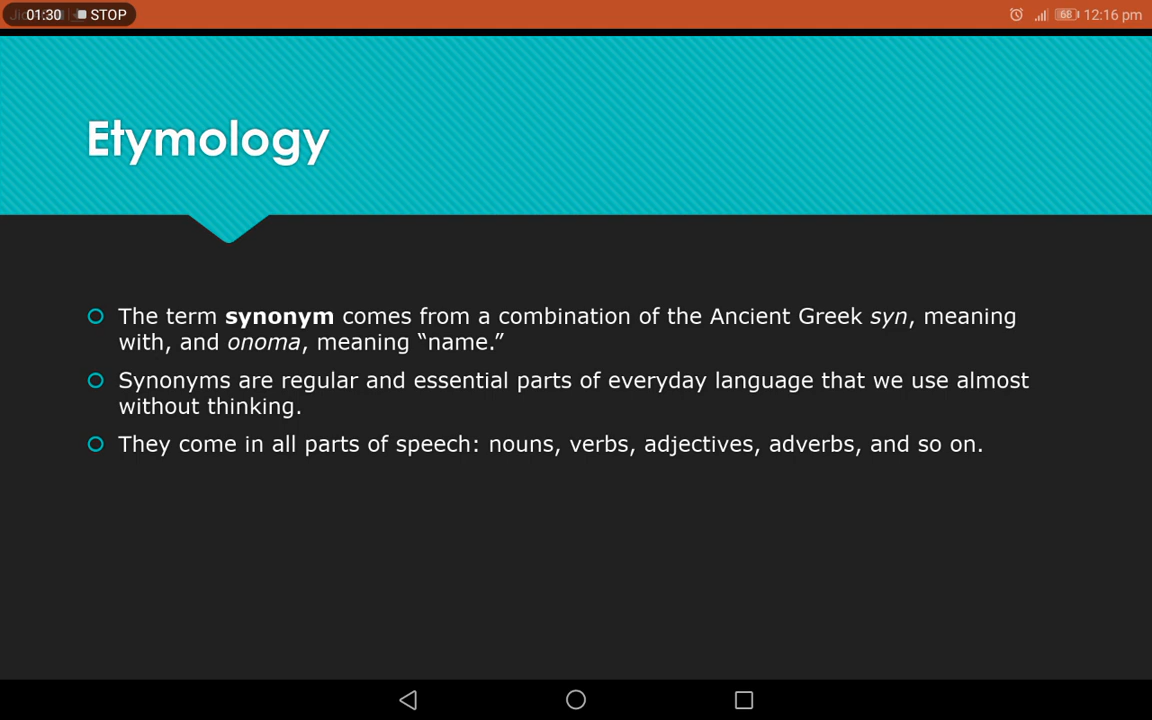 01:30 STOP
68 12:16 pm
Etymology
The term synonym comes from a combination of the Ancient Greek syn, meaning
with, and onoma, meaning “name.”
Synonyms are regular and essential parts of everyday language that we use almost
without thinking.
They come in all parts of speech: nouns, verbs, adjectives, adverbs, and so on.